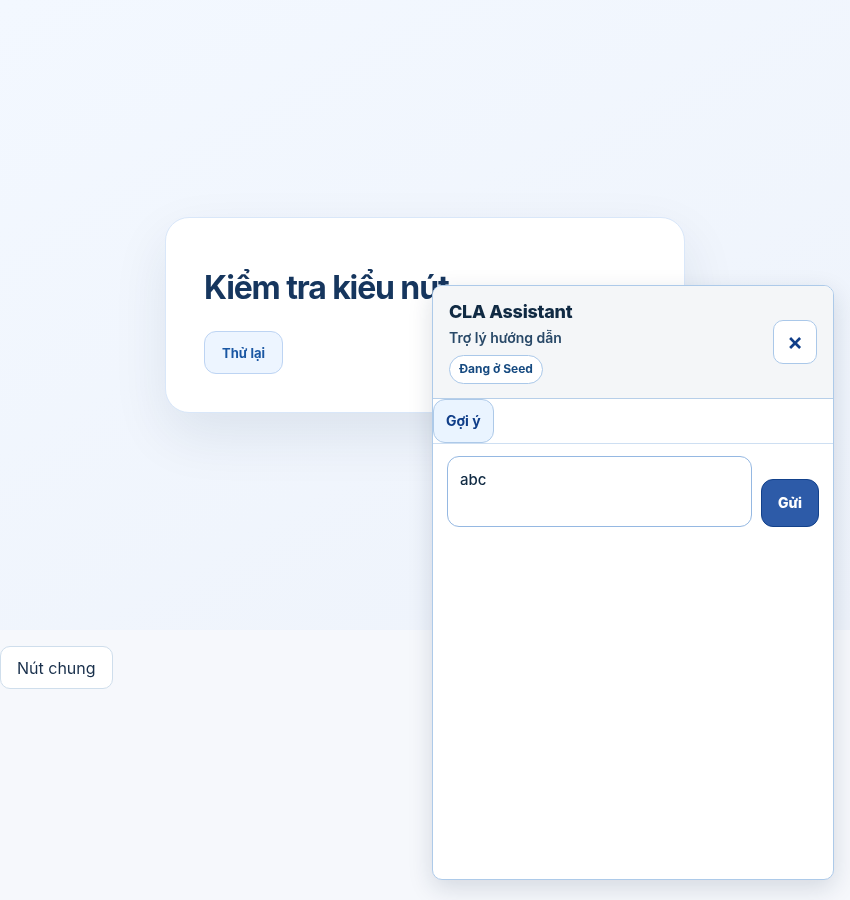 Kiểm tra kiểu nút
Thử lại
CLA Assistant
Trợ lý hướng dẫn
Đang ở Seed
×
Gợi ý
abc
Gửi
Nút chung